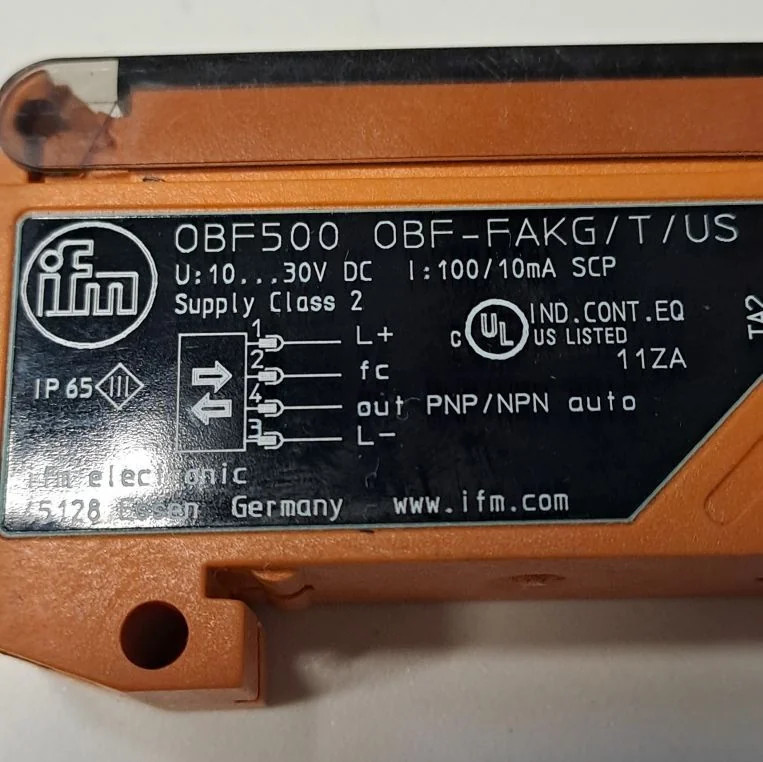 ifm
OBF500 OBF-FAKG/T/US
U:10...30V DC I:100/10mA SCP
Supply Class 2
1 L+
2 fc
4 out PNP/NPN auto
3 L-
IP 65 III
c UL US LISTED
IND.CONT.EQ
11ZA
TA2
ifm electronic
45128 Essen Germany www.ifm.com